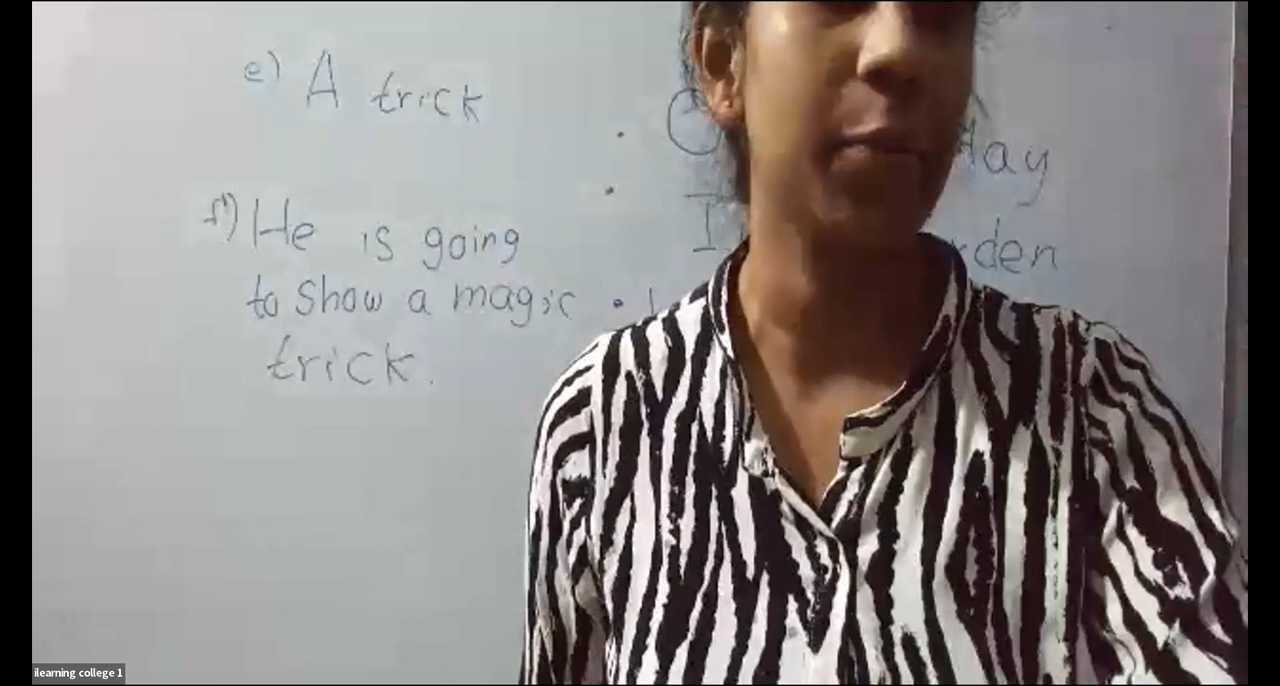 e) A trick
f) He is going
to show a magic
trick.
day
I
rden
ilearning college 1